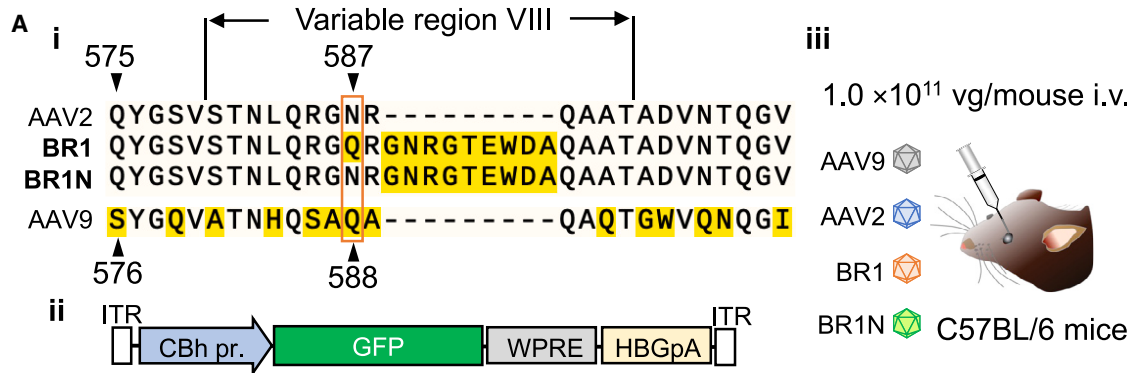 A
i
Variable region VIII
575
587
AAV2 QYGSVSTNLQRGNR---------QAATADVNTQGV
BR1 QYGSVSTNLQRGQRGNRGTEWDAQAATADVNTQGV
BR1N QYGSVSTNLQRGNRGNRGTEWDAQAATADVNTQGV
AAV9 SYGQVATNHQSAQA---------QAQTGWVQNQGI
576
588
ii
ITR
CBh pr.
GFP
WPRE
HBGpA
ITR
iii
1.0 ×10¹¹ vg/mouse i.v.
AAV9
AAV2
BR1
BR1N
C57BL/6 mice